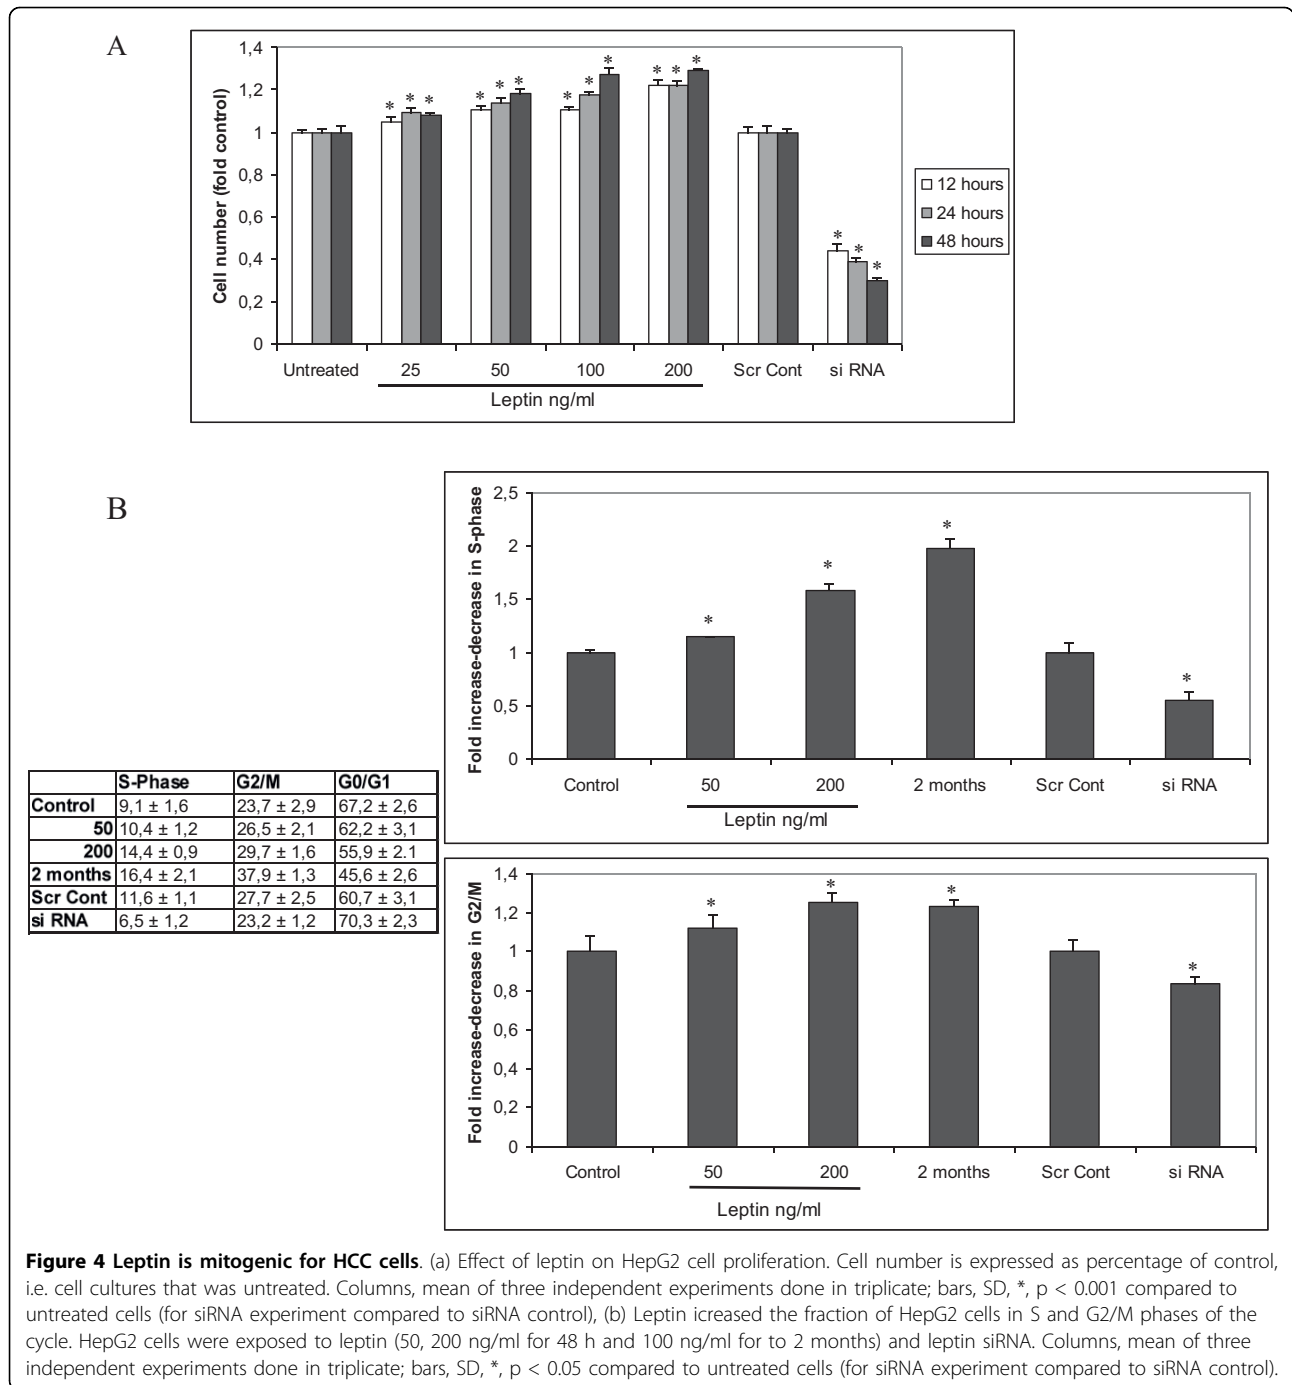 A
1,4
1,2
1
0,8
0,6
0,4
0,2
0
Cell number (fold control)
* * * * * * * * * * * * * * *
Untreated 25 50 100 200 Scr Cont si RNA
Leptin ng/ml
12 hours
24 hours
48 hours
B
2,5
2
1,5
1
0,5
0
Fold increase-decrease in S-phase
* * * *
Control 50 200 2 months Scr Cont si RNA
Leptin ng/ml
S-Phase G2/M G0/G1
Control 9,1 ± 1,6 23,7 ± 2,9 67,2 ± 2,6
50 10,4 ± 1,2 26,5 ± 2,1 62,2 ± 3,1
200 14,4 ± 0,9 29,7 ± 1,6 55,9 ± 2.1
2 months 16,4 ± 2,1 37,9 ± 1,3 45,6 ± 2,6
Scr Cont 11,6 ± 1,1 27,7 ± 2,5 60,7 ± 3,1
si RNA 6,5 ± 1,2 23,2 ± 1,2 70,3 ± 2,3
1,4
1,2
1
0,8
0,6
0,4
0,2
0
Fold increase-decrease in G2/M
* * * *
Control 50 200 2 months Scr Cont si RNA
Leptin ng/ml
Figure 4 Leptin is mitogenic for HCC cells. (a) Effect of leptin on HepG2 cell proliferation. Cell number is expressed as percentage of control,
i.e. cell cultures that was untreated. Columns, mean of three independent experiments done in triplicate; bars, SD, *, p < 0.001 compared to
untreated cells (for siRNA experiment compared to siRNA control), (b) Leptin icreased the fraction of HepG2 cells in S and G2/M phases of the
cycle. HepG2 cells were exposed to leptin (50, 200 ng/ml for 48 h and 100 ng/ml for to 2 months) and leptin siRNA. Columns, mean of three
independent experiments done in triplicate; bars, SD, *, p < 0.05 compared to untreated cells (for siRNA experiment compared to siRNA control).